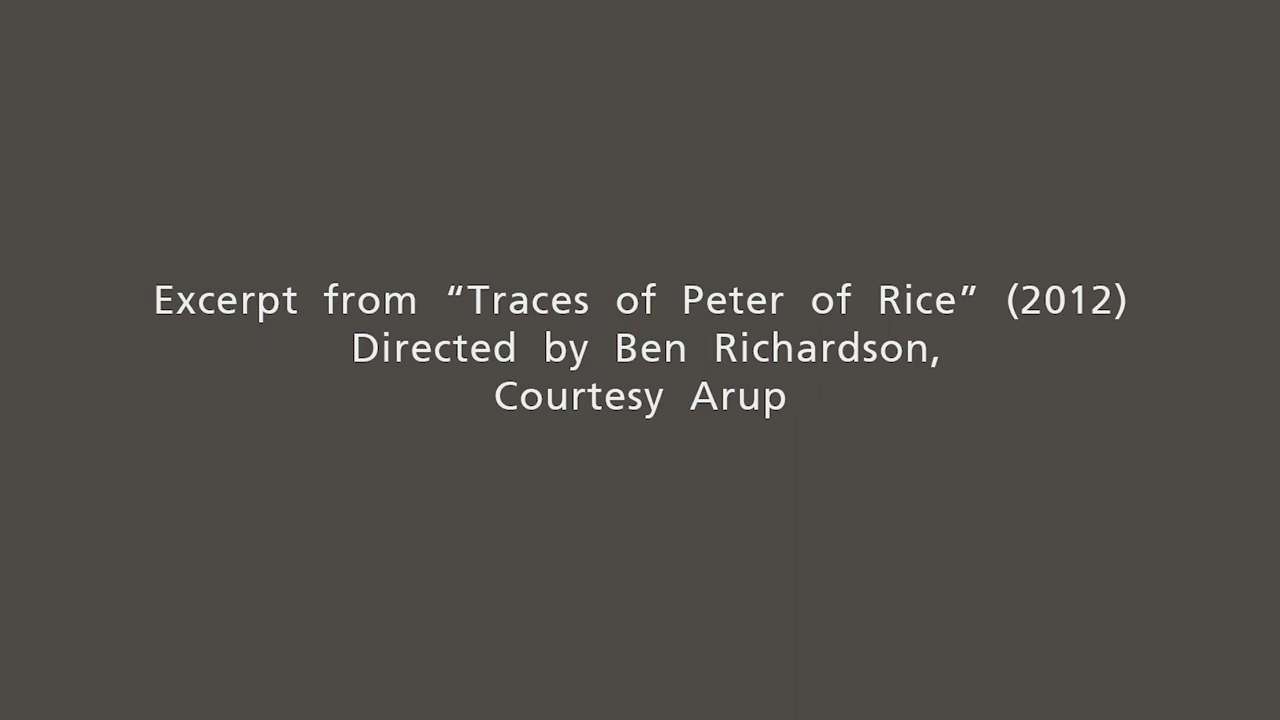 Excerpt from “Traces of Peter of Rice” (2012)
Directed by Ben Richardson,
Courtesy Arup